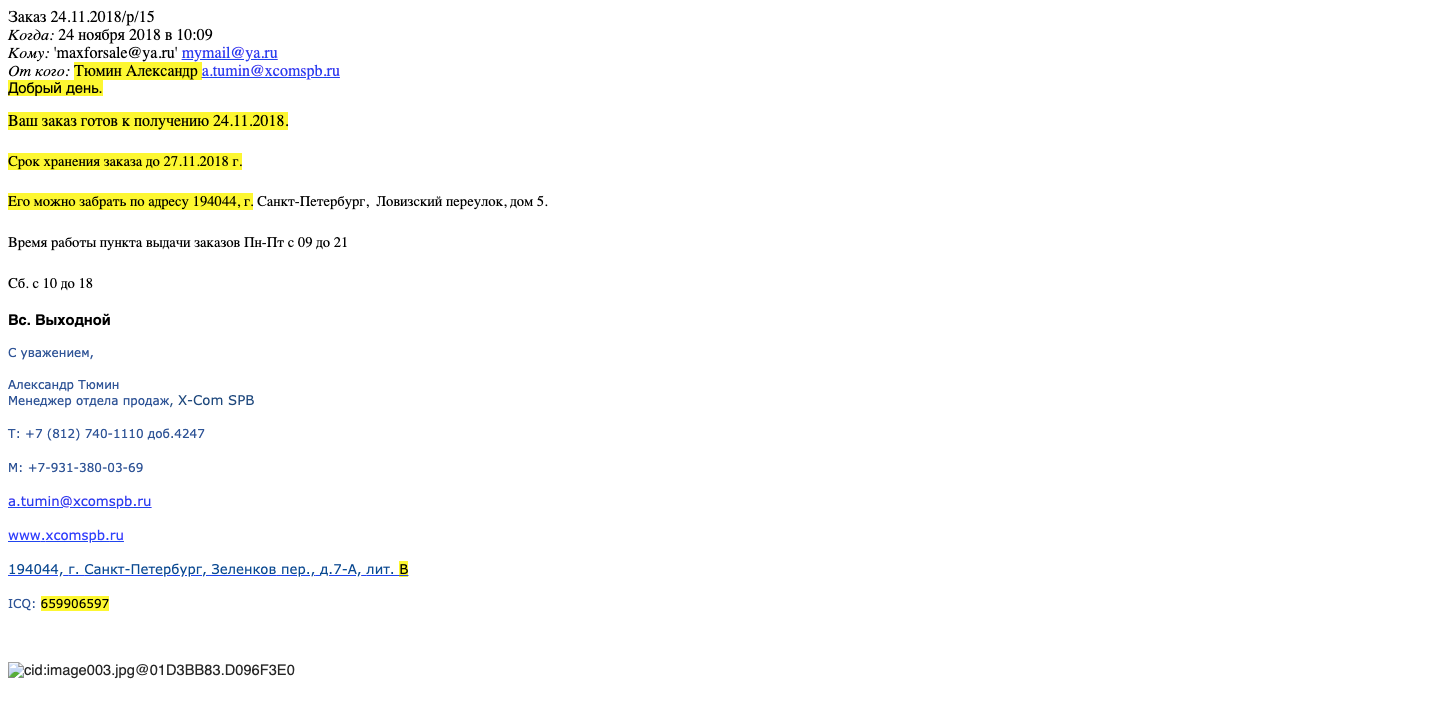 Заказ 24.11.2018/р/15
Когда: 24 ноября 2018 в 10:09
Кому: 'maxforsale@ya.ru' mymail@ya.ru
От кого: Тюмин Александр a.tumin@xcomspb.ru
Добрый день.
Ваш заказ готов к получению 24.11.2018.
Срок хранения заказа до 27.11.2018 г.
Его можно забрать по адресу 194044, г. Санкт-Петербург, Ловизский переулок, дом 5.
Время работы пункта выдачи заказов Пн-Пт с 09 до 21
Сб. с 10 до 18
Вс. Выходной
С уважением,
Александр Тюмин
Менеджер отдела продаж, X-Com SPB
Т: +7 (812) 740-1110 доб.4247
М: +7-931-380-03-69
a.tumin@xcomspb.ru
www.xcomspb.ru
194044, г. Санкт-Петербург, Зеленков пер., д.7-А, лит. В
ICQ: 659906597
cid:image003.jpg@01D3BB83.D096F3E0